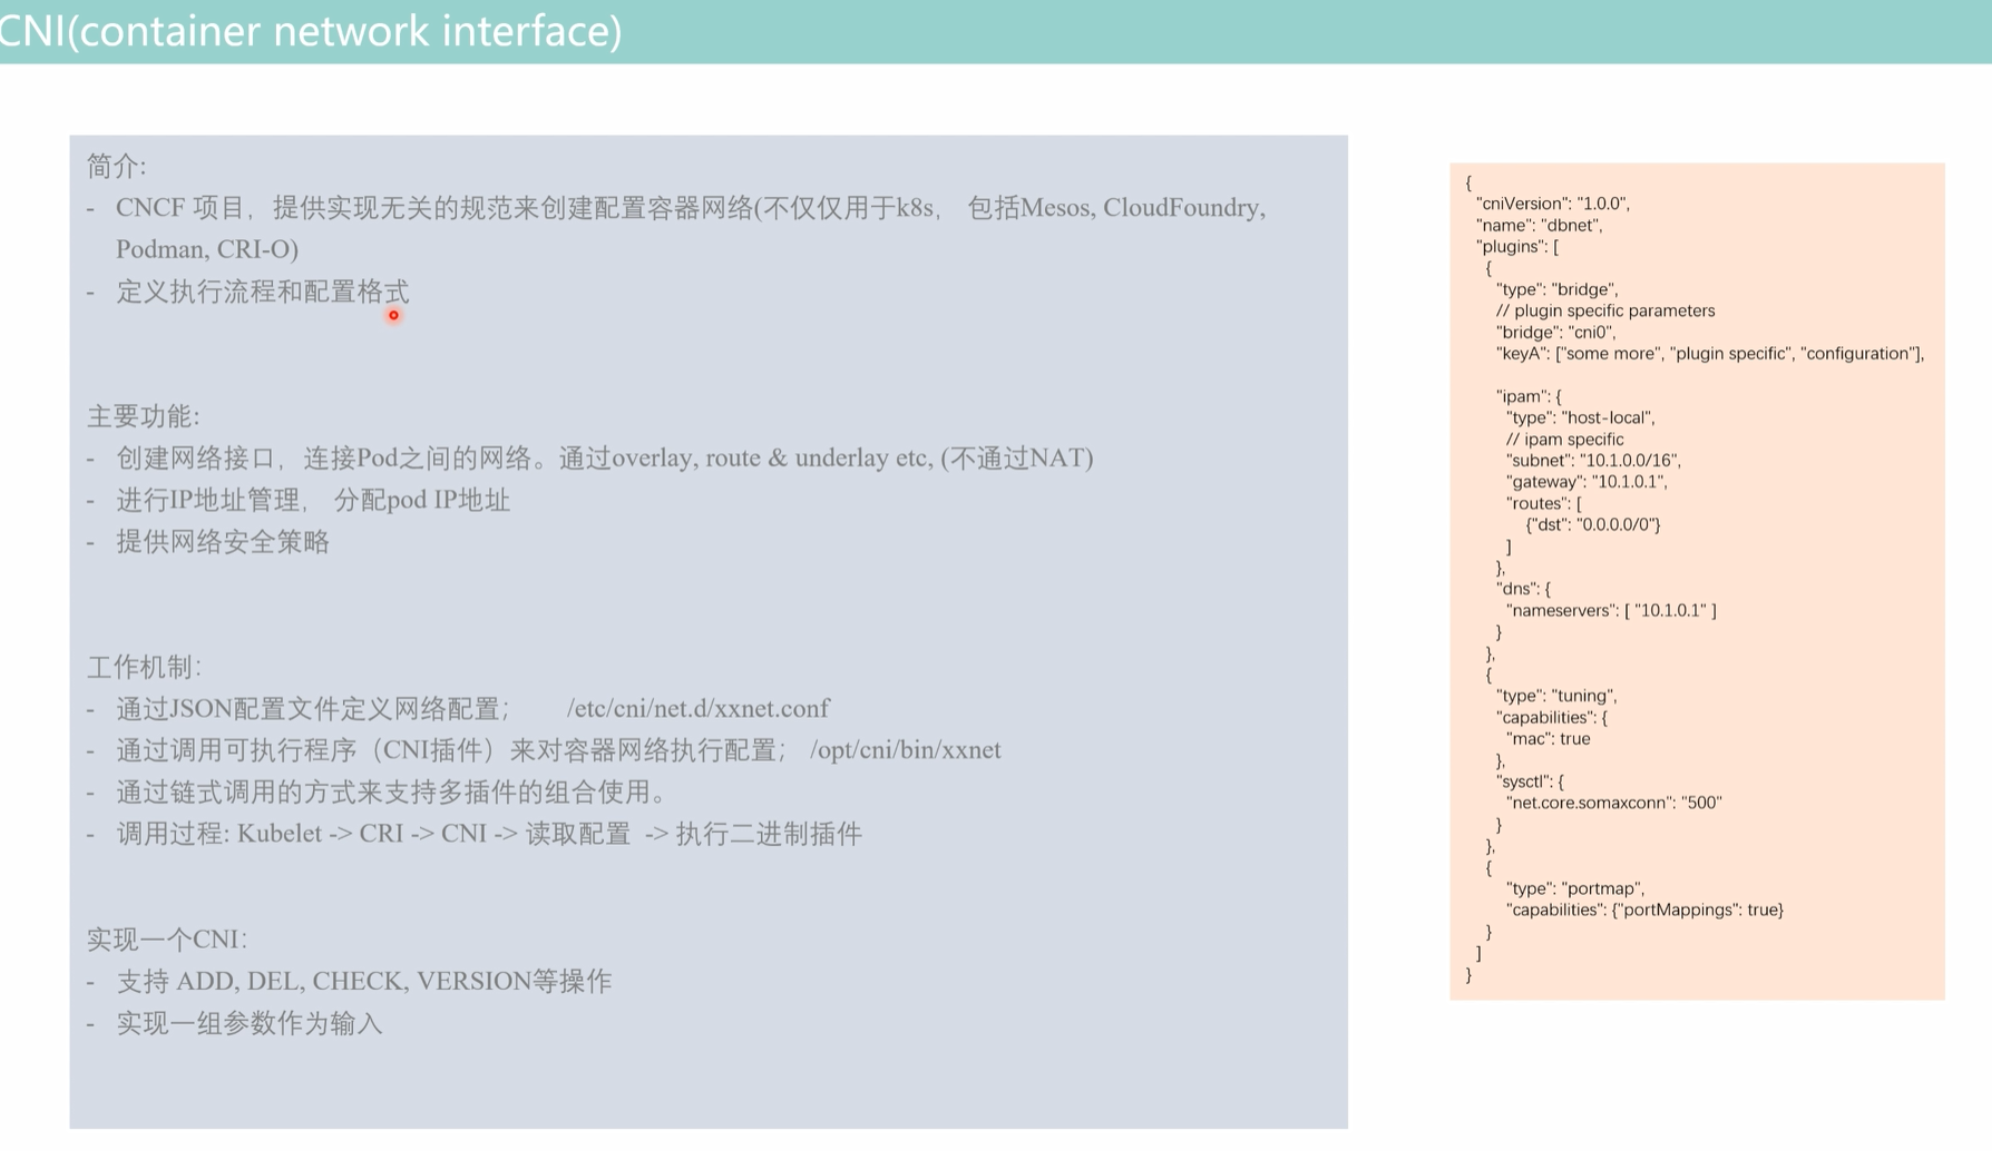 CNI(container network interface)
简介:
- CNCF 项目，提供实现无关的规范来创建配置容器网络(不仅仅用于k8s， 包括Mesos, CloudFoundry,
Podman, CRI-O)
- 定义执行流程和配置格式
主要功能:
- 创建网络接口，连接Pod之间的网络。通过overlay, route & underlay etc, (不通过NAT)
- 进行IP地址管理， 分配pod IP地址
- 提供网络安全策略
工作机制:
- 通过JSON配置文件定义网络配置； /etc/cni/net.d/xxnet.conf
- 通过调用可执行程序（CNI插件）来对容器网络执行配置； /opt/cni/bin/xxnet
- 通过链式调用的方式来支持多插件的组合使用。
- 调用过程: Kubelet -> CRI -> CNI -> 读取配置 -> 执行二进制插件
实现一个CNI:
- 支持 ADD, DEL, CHECK, VERSION等操作
- 实现一组参数作为输入
{
"cniVersion": "1.0.0",
"name": "dbnet",
"plugins": [
{
"type": "bridge",
// plugin specific parameters
"bridge": "cni0",
"keyA": ["some more", "plugin specific", "configuration"],
"ipam": {
"type": "host-local",
// ipam specific
"subnet": "10.1.0.0/16",
"gateway": "10.1.0.1",
"routes": [
{"dst": "0.0.0.0/0"}
]
},
"dns": {
"nameservers": [ "10.1.0.1" ]
}
},
{
"type": "tuning",
"capabilities": {
"mac": true
},
"sysctl": {
"net.core.somaxconn": "500"
}
},
{
"type": "portmap",
"capabilities": {"portMappings": true}
}
]
}